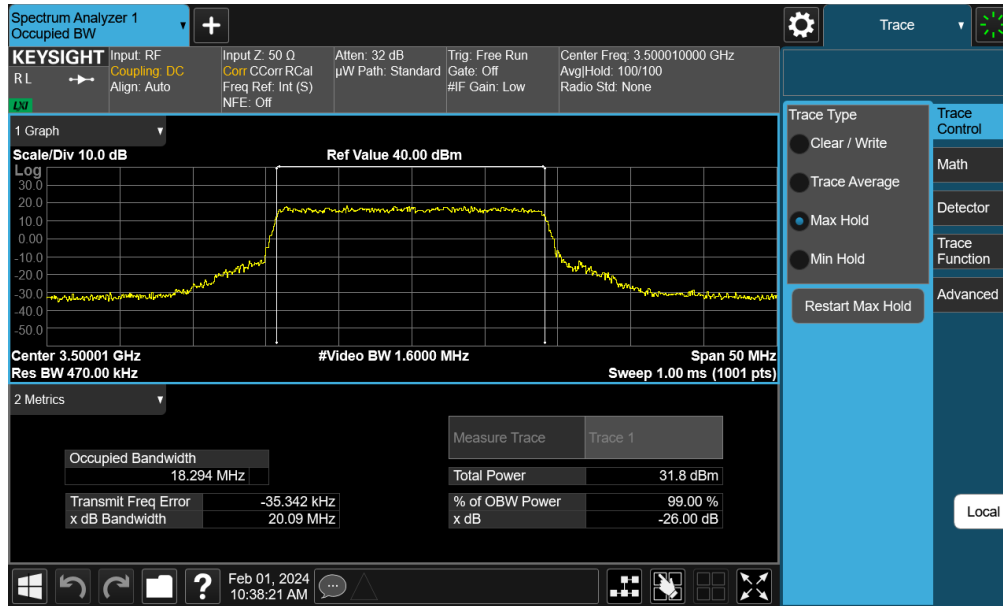 Spectrum Analyzer 1
Occupied BW
+
Trace
KEYSIGHT Input: RF
R L Coupling: DC
Align: Auto
LXI
Input Z: 50 Ω
Corr CCorr RCal
Freq Ref: Int (S)
NFE: Off
Atten: 32 dB
µW Path: Standard
Trig: Free Run
Gate: Off
#IF Gain: Low
Center Freq: 3.500010000 GHz
Avg|Hold: 100/100
Radio Std: None
1 Graph
Scale/Div 10.0 dB Ref Value 40.00 dBm
Log
30.0
20.0
10.0
0.00
-10.0
-20.0
-30.0
-40.0
-50.0
Center 3.50001 GHz #Video BW 1.6000 MHz Span 50 MHz
Res BW 470.00 kHz Sweep 1.00 ms (1001 pts)
2 Metrics
Measure Trace Trace 1
Occupied Bandwidth
18.294 MHz
Total Power 31.8 dBm
Transmit Freq Error -35.342 kHz % of OBW Power 99.00 %
x dB Bandwidth 20.09 MHz x dB -26.00 dB
Trace Type
Clear / Write
Trace Average
Max Hold
Min Hold
Restart Max Hold
Trace
Control
Math
Detector
Trace
Function
Advanced
Local
? Feb 01, 2024
10:38:21 AM